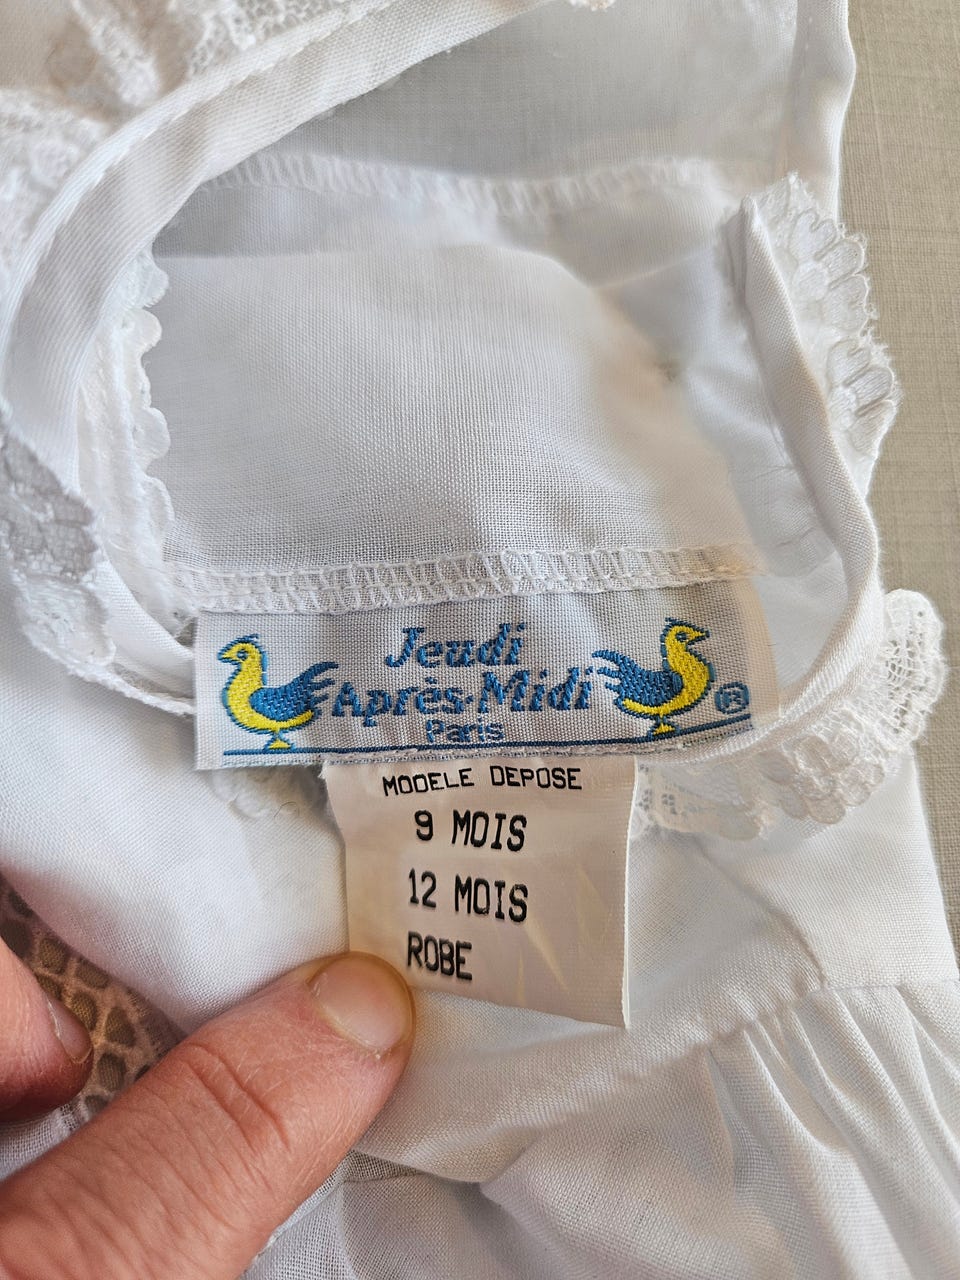 Jeudi
Après-Midi
Paris
®
MODELE DEPOSE
9 MOIS
12 MOIS
ROBE